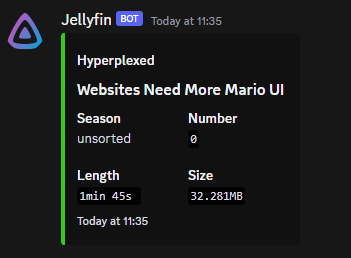 Jellyfin BOT Today at 11:35
Hyperplexed
Websites Need More Mario UI
Season Number
unsorted 0
Length Size
1min 45s 32.281MB
Today at 11:35